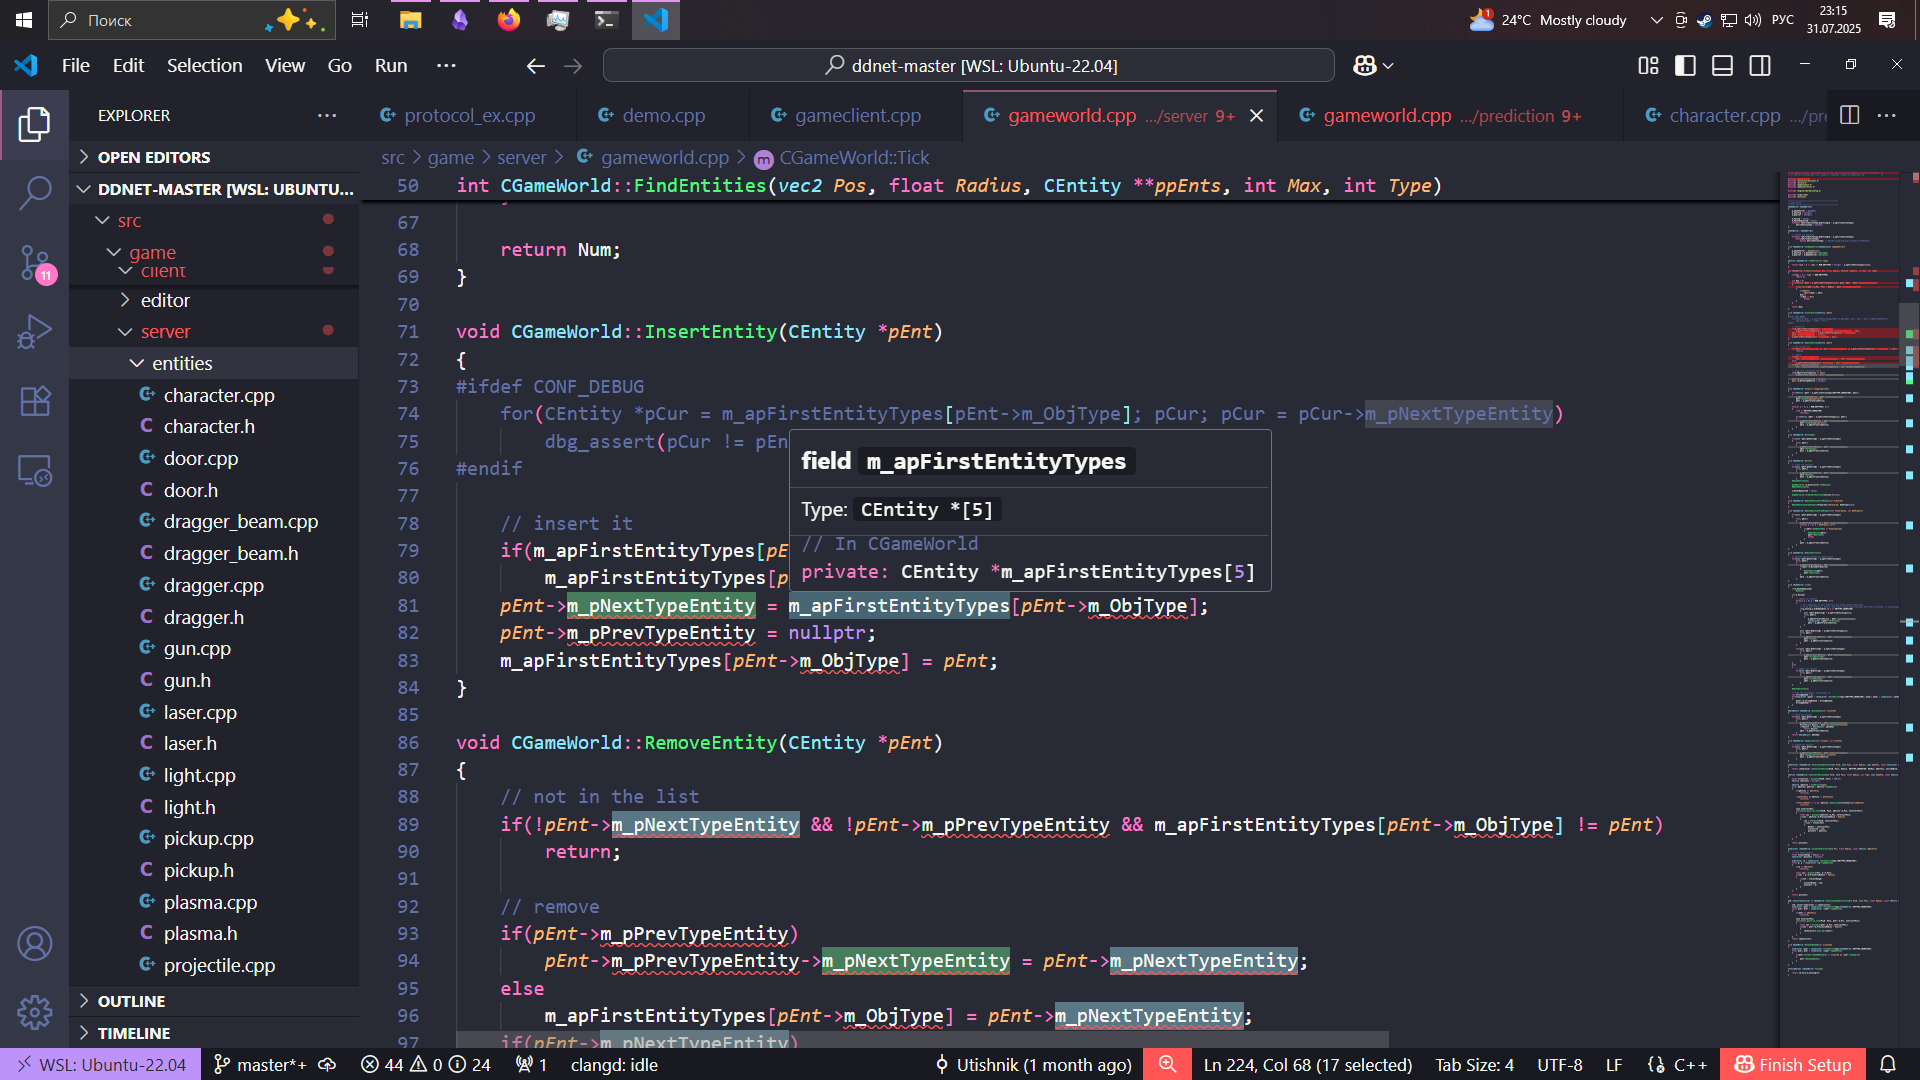 Поиск
24°C Mostly cloudy
РУС
23:15
31.07.2025
File Edit Selection View Go Run ···
ddnet-master [WSL: Ubuntu-22.04]
EXPLORER
protocol_ex.cpp
demo.cpp
gameclient.cpp
gameworld.cpp .../server 9+
gameworld.cpp .../prediction 9+
character.cpp .../pr
OPEN EDITORS
DDNET-MASTER [WSL: UBUNTU...
src
game
client
editor
server
entities
character.cpp
character.h
door.cpp
door.h
dragger_beam.cpp
dragger_beam.h
dragger.cpp
dragger.h
gun.cpp
gun.h
laser.cpp
laser.h
light.cpp
light.h
pickup.cpp
pickup.h
plasma.cpp
plasma.h
projectile.cpp
OUTLINE
TIMELINE
11
src > game > server > gameworld.cpp > CGameWorld::Tick
50 int CGameWorld::FindEntities(vec2 Pos, float Radius, CEntity **ppEnts, int Max, int Type)
67
68 return Num;
69 }
70
71 void CGameWorld::InsertEntity(CEntity *pEnt)
72 {
73 #ifdef CONF_DEBUG
74 for(CEntity *pCur = m_apFirstEntityTypes[pEnt->m_ObjType]; pCur; pCur = pCur->m_pNextTypeEntity)
75 dbg_assert(pCur != pEn
76 #endif
77
78 // insert it
79 if(m_apFirstEntityTypes[pE
80 m_apFirstEntityTypes[p
81 pEnt->m_pNextTypeEntity = m_apFirstEntityTypes[pEnt->m_ObjType];
82 pEnt->m_pPrevTypeEntity = nullptr;
83 m_apFirstEntityTypes[pEnt->m_ObjType] = pEnt;
84 }
85
86 void CGameWorld::RemoveEntity(CEntity *pEnt)
87 {
88 // not in the list
89 if(!pEnt->m_pNextTypeEntity && !pEnt->m_pPrevTypeEntity && m_apFirstEntityTypes[pEnt->m_ObjType] != pEnt)
90 return;
91
92 // remove
93 if(pEnt->m_pPrevTypeEntity)
94 pEnt->m_pPrevTypeEntity->m_pNextTypeEntity = pEnt->m_pNextTypeEntity;
95 else
96 m_apFirstEntityTypes[pEnt->m_ObjType] = pEnt->m_pNextTypeEntity;
97 if(pEnt->m_pNextTypeEntity)
field m_apFirstEntityTypes
Type: CEntity *[5]
// In CGameWorld
private: CEntity *m_apFirstEntityTypes[5]
WSL: Ubuntu-22.04 master*+ 44 0 24 1 clangd: idle Utishnik (1 month ago) Ln 224, Col 68 (17 selected) Tab Size: 4 UTF-8 LF {} C++ Finish Setup